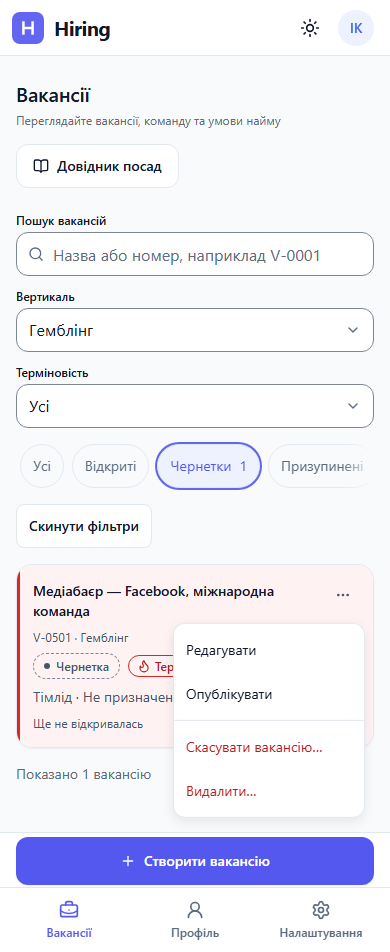 H Hiring
ІК
Вакансії
Переглядайте вакансії, команду та умови найму
Довідник посад
Пошук вакансій
Назва або номер, наприклад V-0001
Вертикаль
Гемблінг
Терміновість
Усі
Усі Відкриті Чернетки 1 Призупинені
Скинути фільтри
Медіабаєр — Facebook, міжнародна
команда
V-0501 · Гемблінг
Чернетка
Тімлід · Не призначен
Ще не відкривалась
Редагувати
Опублікувати
Скасувати вакансію...
Видалити...
Показано 1 вакансію
+ Створити вакансію
Вакансії Профіль Налаштування